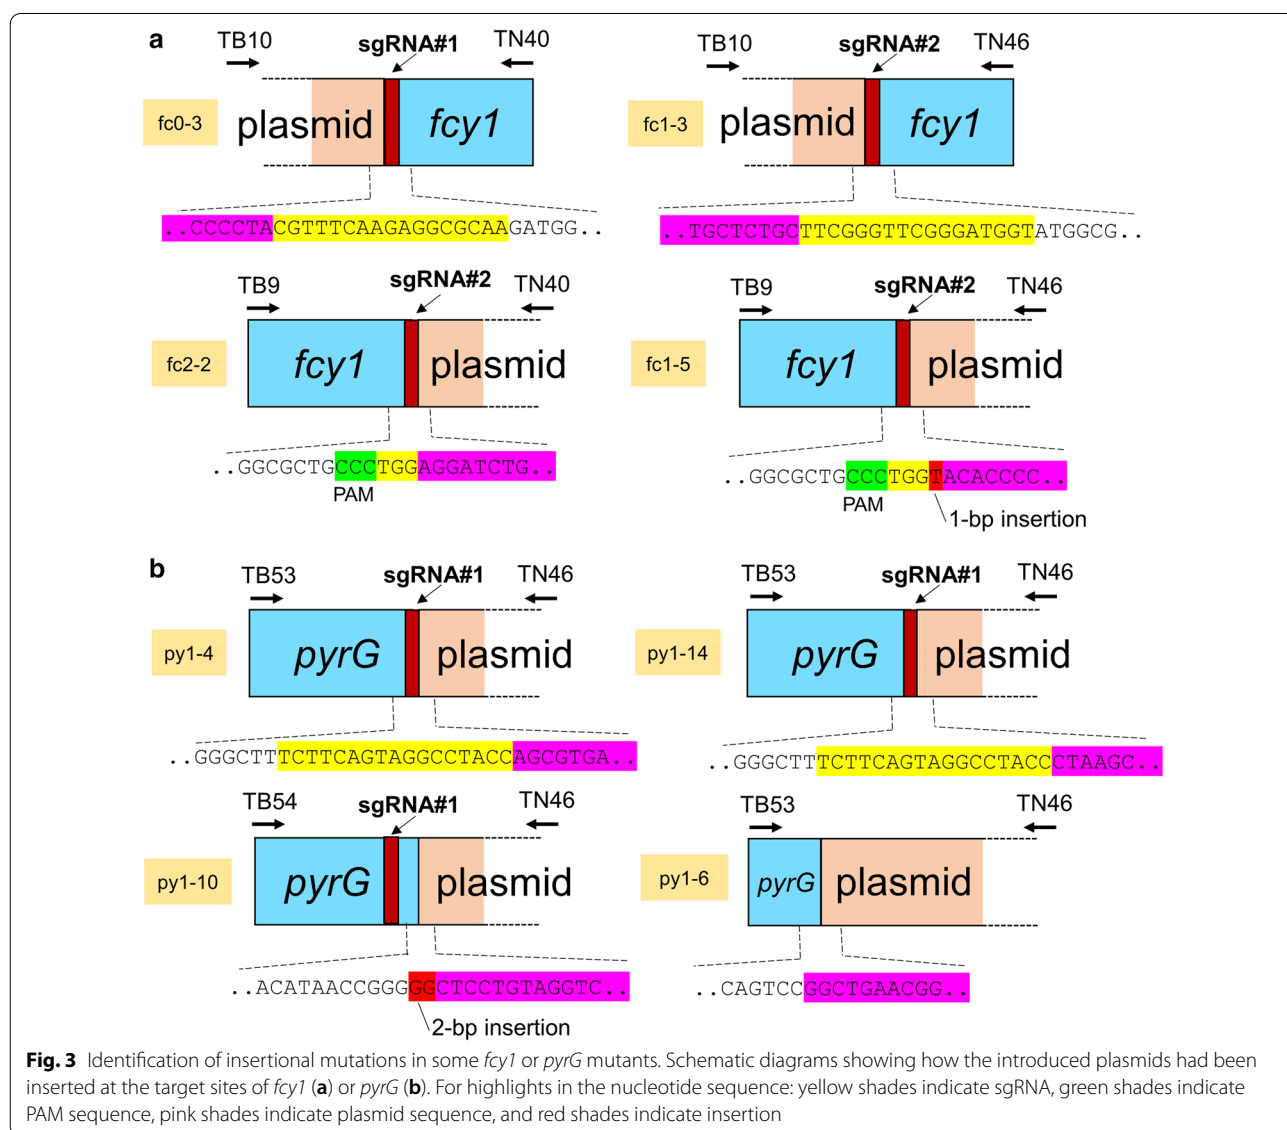 a
TB10 sgRNA#1 TN40
fc0-3 plasmid fcy1
..CCCCTACGTTTCAAGAGGCGCAAGATGG..
TB10 sgRNA#2 TN46
fc1-3 plasmid fcy1
..TGCTCTGCTTCGGGTTCGGGATGGTATGGCG..
TB9 sgRNA#2 TN40
fc2-2 fcy1 plasmid
..GGCGCTGCCCTGGAGGATCTG..
PAM
TB9 sgRNA#2 TN46
fc1-5 fcy1 plasmid
..GGCGCTGCCCTGGTACACCCC..
PAM
1-bp insertion
b
TB53 sgRNA#1 TN46
py1-4 pyrG plasmid
..GGGCTTTCTTCAGTAGGCCTACCAGCGTGA..
TB53 sgRNA#1 TN46
py1-14 pyrG plasmid
..GGGCTTTCTTCAGTAGGCCTACCCTAAGC..
TB54 sgRNA#1 TN46
py1-10 pyrG plasmid
..ACATAACCGGGGGCTCCTGTAGGTC..
2-bp insertion
TB53 TN46
py1-6 pyrG plasmid
..CAGTCCGGCTGAACGG..
Fig. 3 Identification of insertional mutations in some fcy1 or pyrG mutants. Schematic diagrams showing how the introduced plasmids had been
inserted at the target sites of fcy1 (a) or pyrG (b). For highlights in the nucleotide sequence: yellow shades indicate sgRNA, green shades indicate
PAM sequence, pink shades indicate plasmid sequence, and red shades indicate insertion